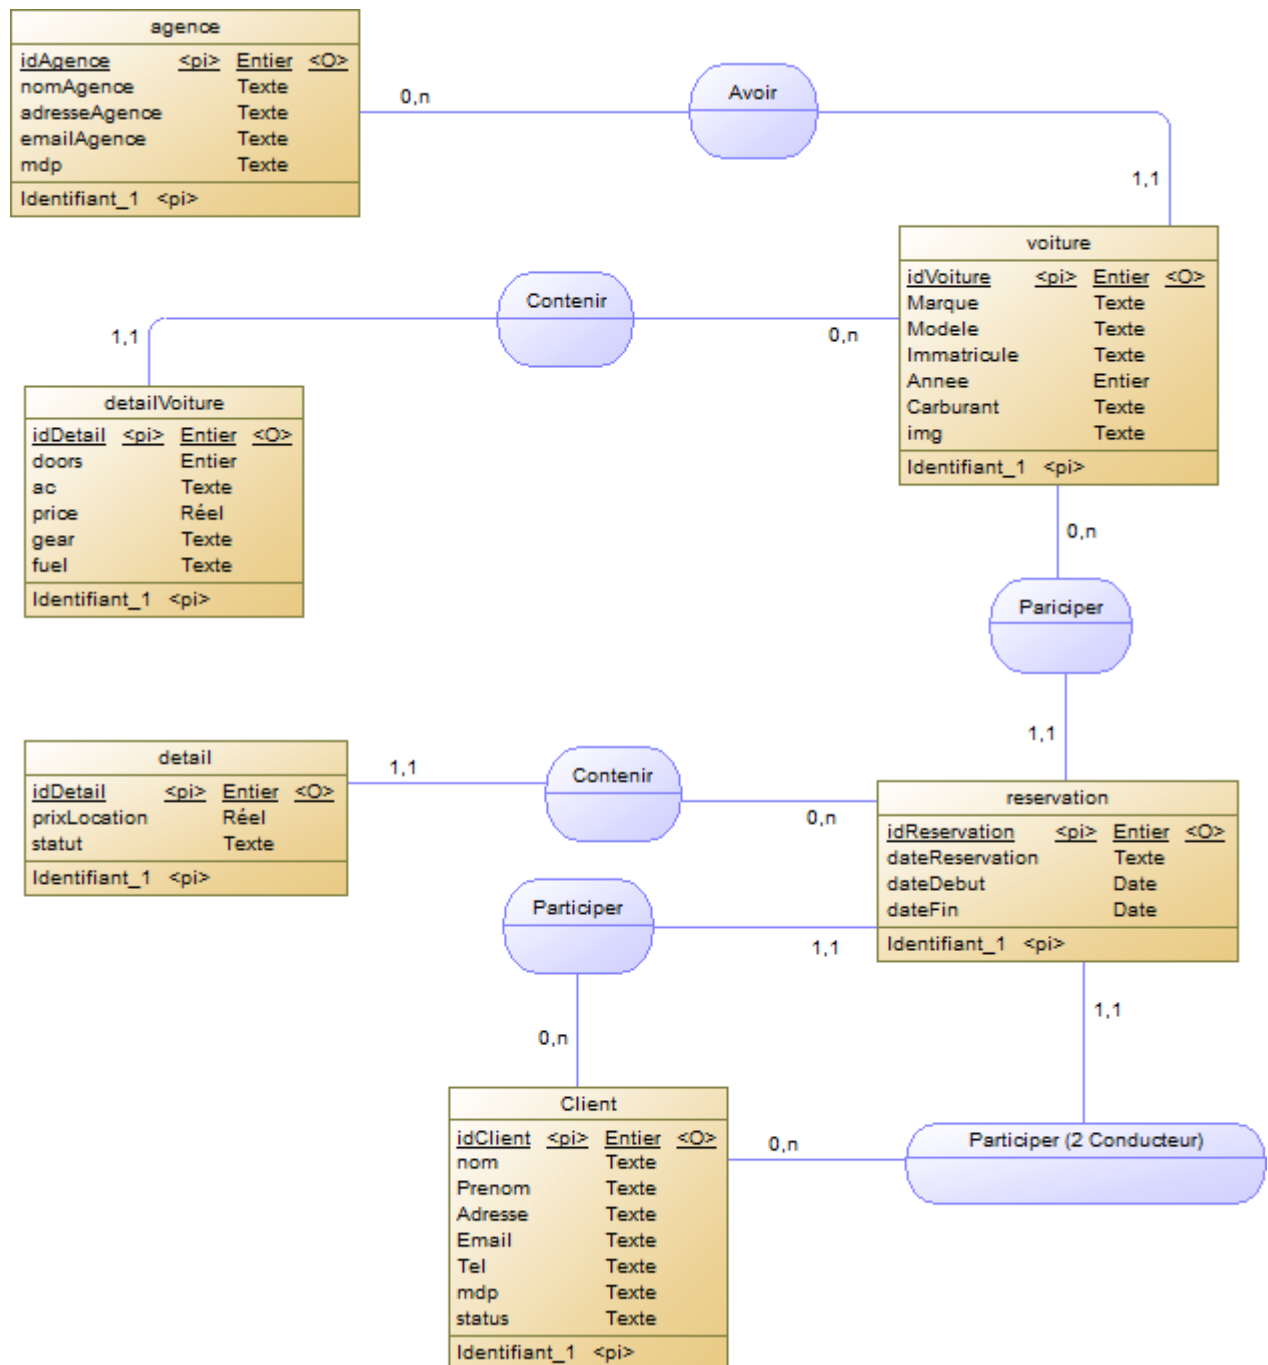 agence
idAgence <pi> Entier <O>
nomAgence Texte
adresseAgence Texte
emailAgence Texte
mdp Texte
Identifiant_1 <pi>
0,n
Avoir
1,1
voiture
idVoiture <pi> Entier <O>
Marque Texte
Modele Texte
Immatricule Texte
Annee Entier
Carburant Texte
img Texte
Identifiant_1 <pi>
Contenir
1,1
0,n
detailVoiture
idDetail <pi> Entier <O>
doors Entier
ac Texte
price Réel
gear Texte
fuel Texte
Identifiant_1 <pi>
0,n
Pariciper
1,1
detail
idDetail <pi> Entier <O>
prixLocation Réel
statut Texte
Identifiant_1 <pi>
1,1
Contenir
0,n
reservation
idReservation <pi> Entier <O>
dateReservation Texte
dateDebut Date
dateFin Date
Identifiant_1 <pi>
Participer
1,1
0,n
1,1
Client
idClient <pi> Entier <O>
nom Texte
Prenom Texte
Adresse Texte
Email Texte
Tel Texte
mdp Texte
status Texte
Identifiant_1 <pi>
0,n
Participer (2 Conducteur)